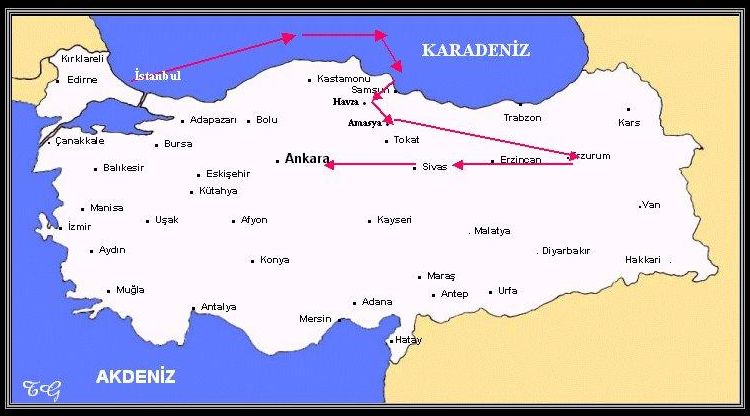 KARADENİZ
Kırklareli
Edirne
İstanbul
Kastamonu
Samsun
Havza
Amasya
Trabzon
Kars
Adapazarı
Bolu
Çanakkale
Bursa
Tokat
Ankara
Sivas
Erzincan
Erzurum
Balıkesir
Eskişehir
Kütahya
Manisa
İzmir
Uşak
Afyon
Kayseri
Malatya
Van
Aydın
Konya
Diyarbakır
Hakkari
Muğla
Antalya
Mersin
Adana
Maraş
Antep
Urfa
Hatay
AKDENİZ
TG